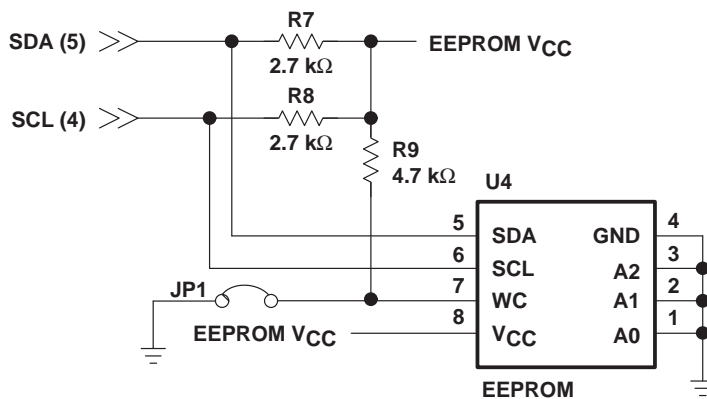 R7
SDA (5)
EEPROM VCC
2.7 kΩ
R8
SCL (4)
2.7 kΩ
R9
4.7 kΩ
U4
5 SDA GND 4
6 SCL A2 3
JP1 7 WC A1 2
EEPROM VCC 8 VCC A0 1
EEPROM